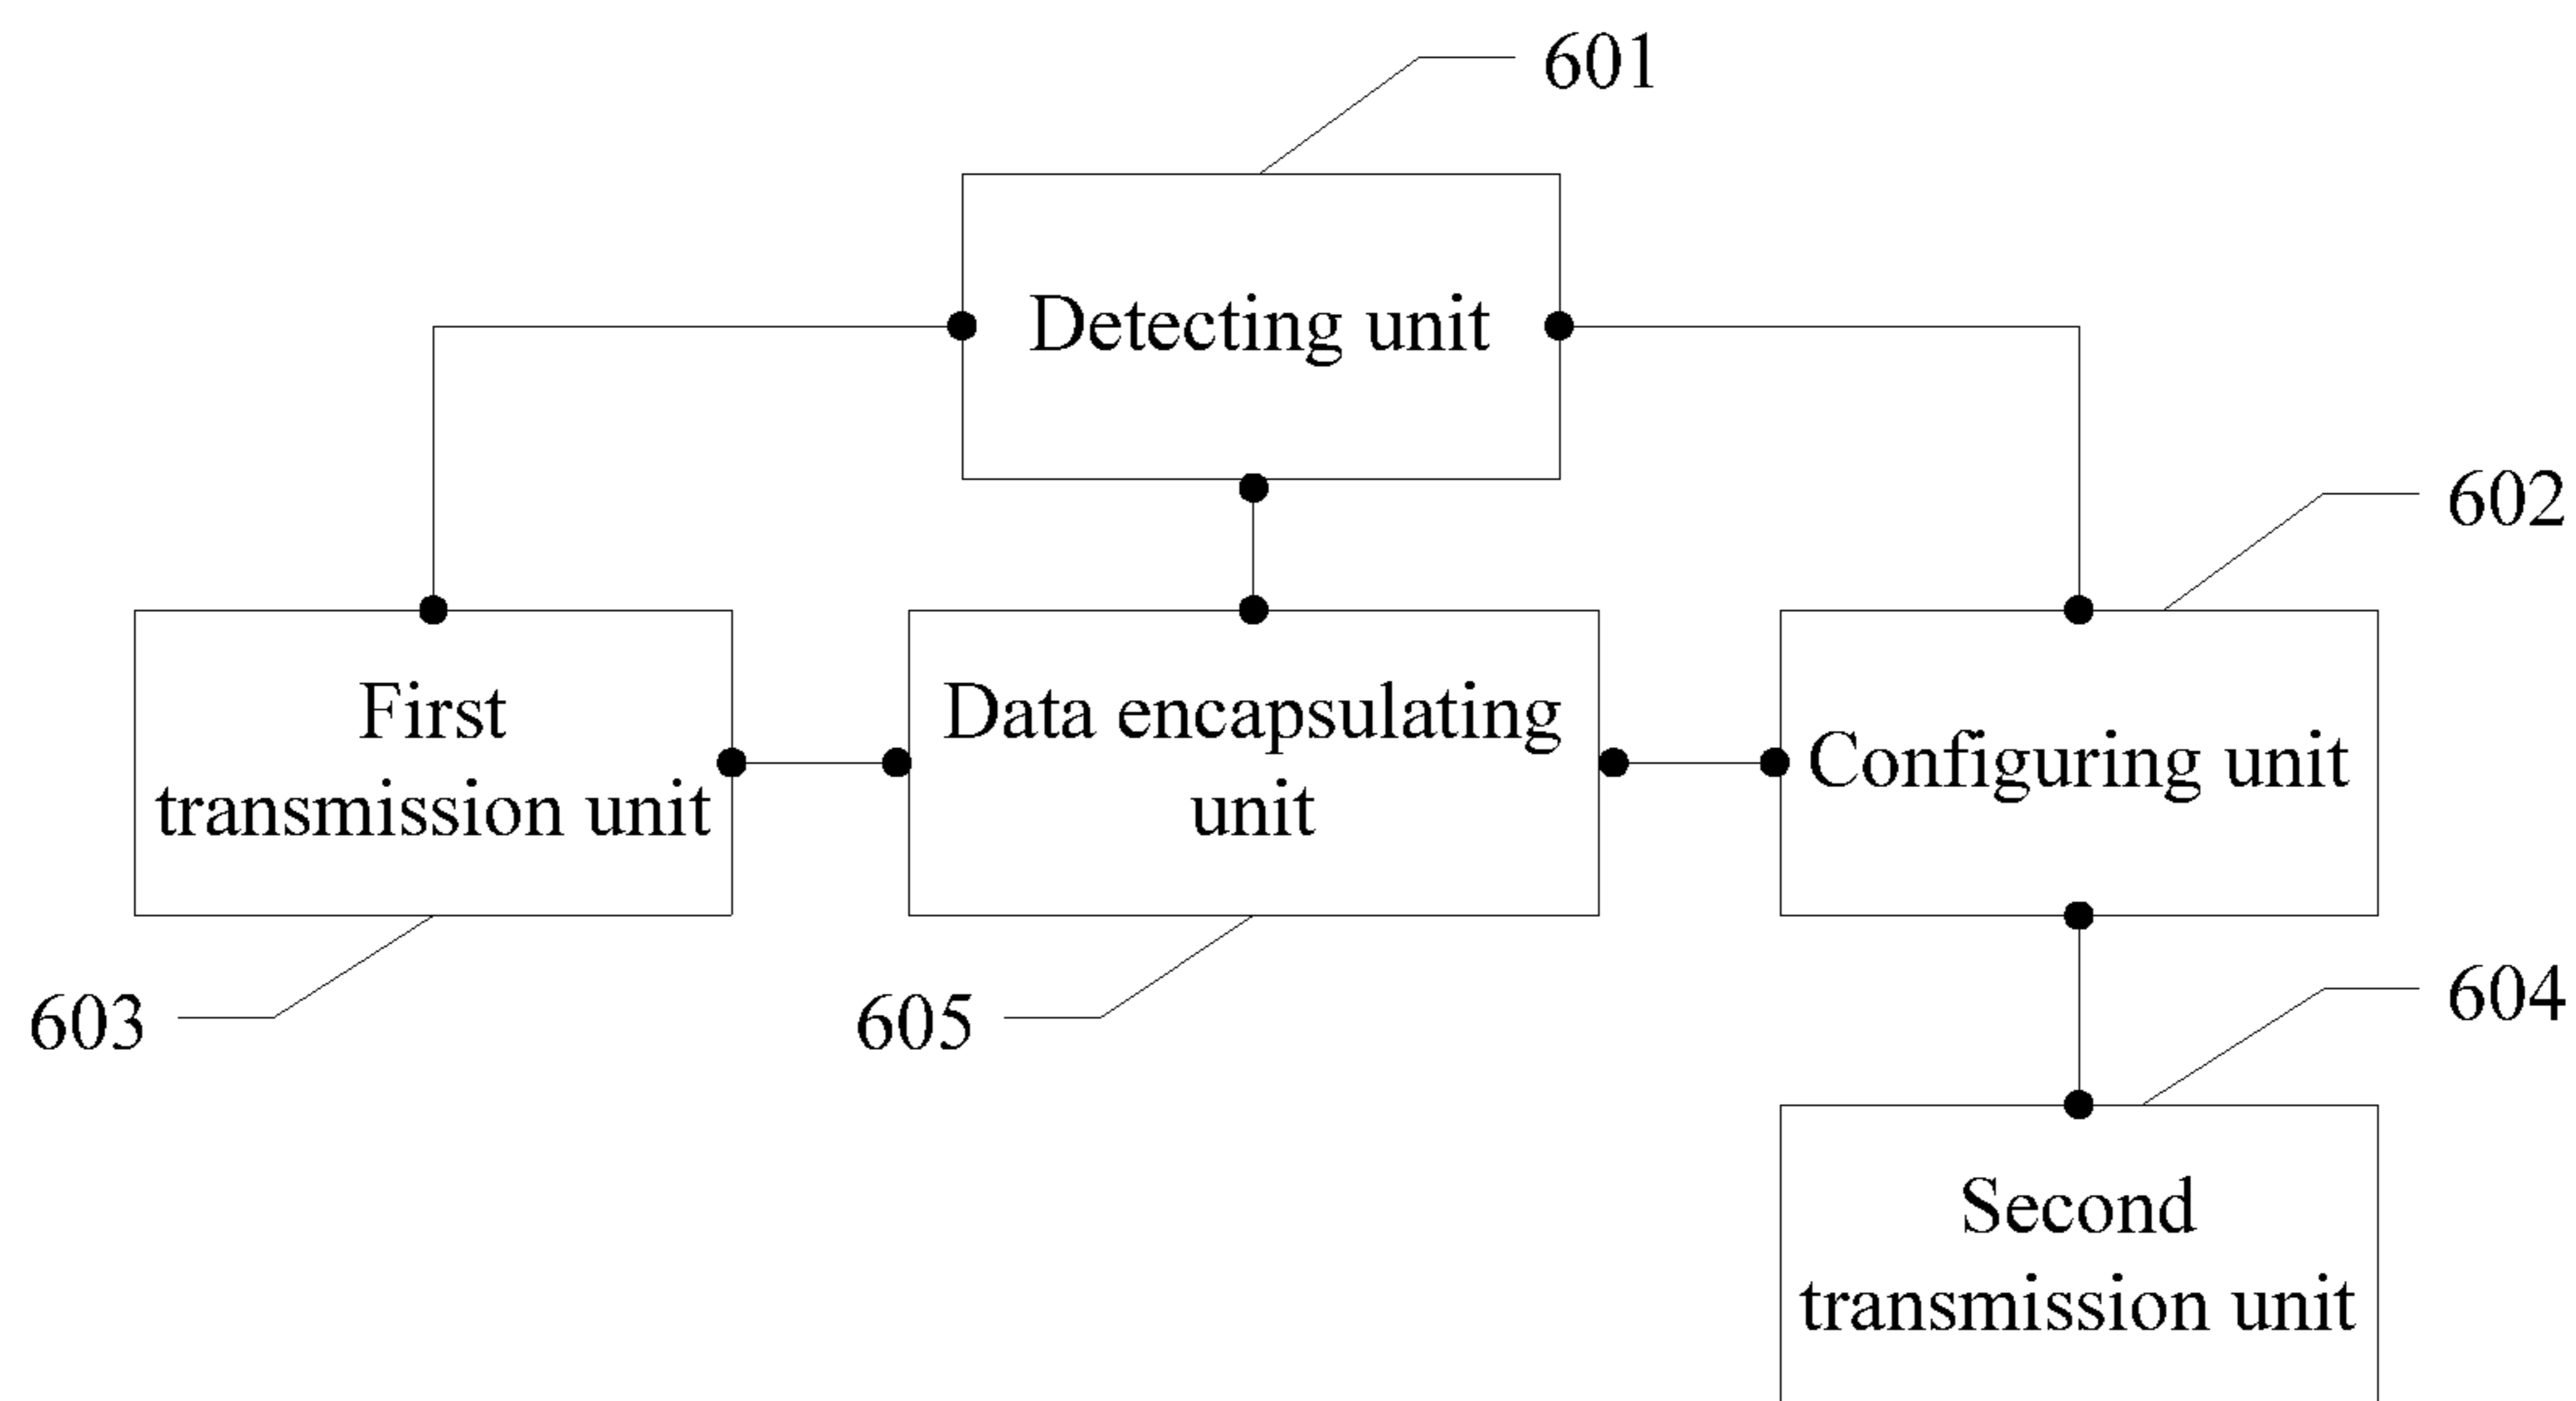 601
Detecting unit
602
First
transmission unit
Data encapsulating
unit
Configuring unit
603
605
604
Second
transmission unit